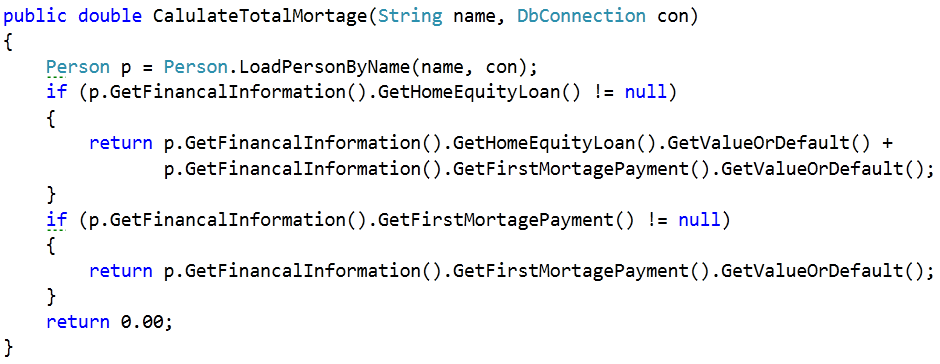 public double CalulateTotalMortage(String name, DbConnection con)
{
    Person p = Person.LoadPersonByName(name, con);
    if (p.GetFinancalInformation().GetHomeEquityLoan() != null)
    {
        return p.GetFinancalInformation().GetHomeEquityLoan().GetValueOrDefault() +
               p.GetFinancalInformation().GetFirstMortagePayment().GetValueOrDefault();
    }
    if (p.GetFinancalInformation().GetFirstMortagePayment() != null)
    {
        return p.GetFinancalInformation().GetFirstMortagePayment().GetValueOrDefault();
    }
    return 0.00;
}